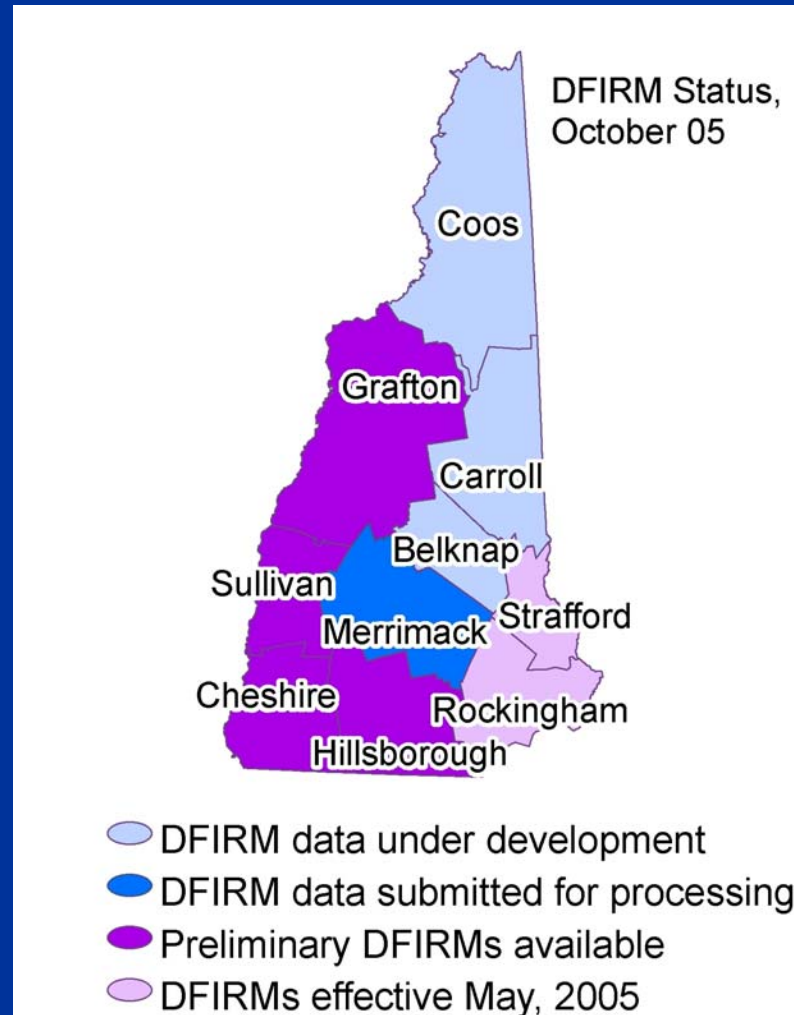 DFIRM Status,
October 05
Coos
Grafton
Carroll
Belknap
Sullivan
Strafford
Merrimack
Cheshire
Rockingham
Hillsborough
DFIRM data under development
DFIRM data submitted for processing
Preliminary DFIRMs available
DFIRMs effective May, 2005